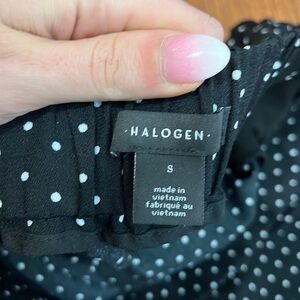 ·HALOGEN·
S
made in
vietnam
fabriqué au
vietnam